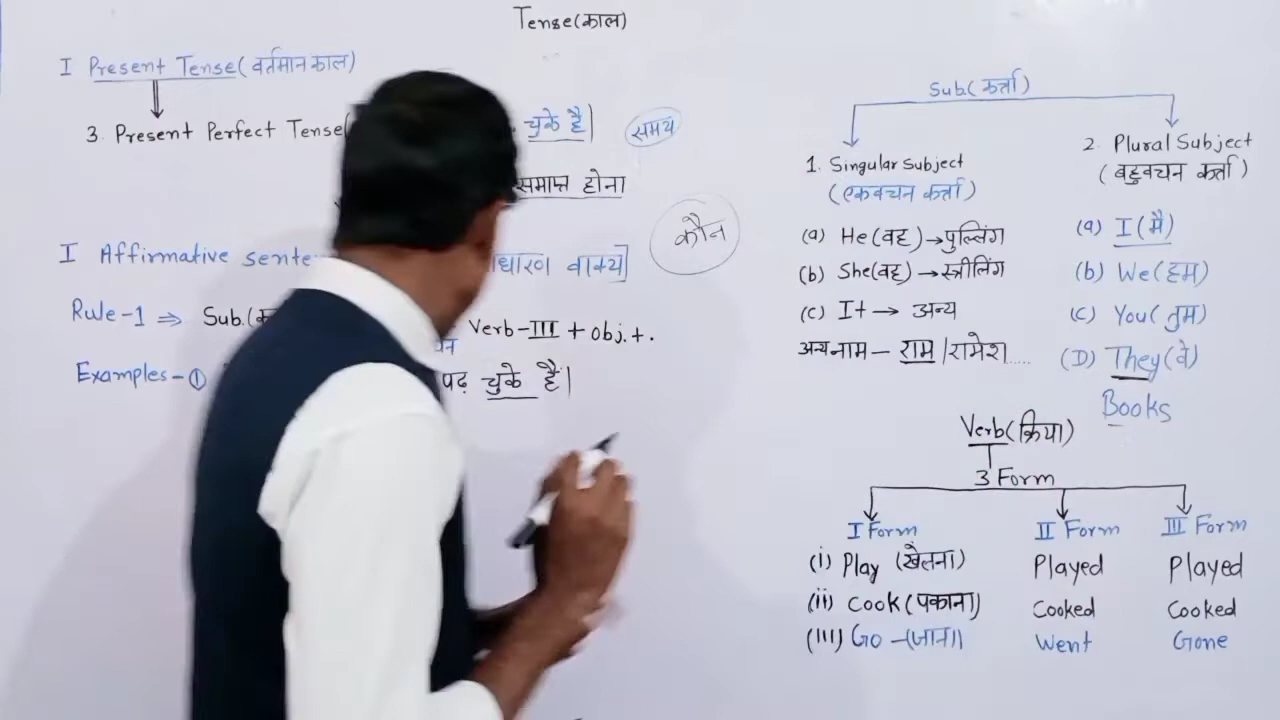 Tense(काल)
I Present Tense(वर्तमान काल)
3. Present Perfect Tense( चुके है|
समय
समाप्त होना
कौन
I Affirmative sente धारण वाक्य]
Rule-1 ⇒ Sub.(क Verb-III + obj.+.
Examples-① पढ़ चुके हैं|
Sub.(कर्त्ता)
1. Singular subject
(एकवचन कर्त्ता)
(a) He(वह)→पुल्लिंग
(b) She(वह)→स्त्रीलिंग
(c) It → अन्य
अन्य नाम - राम|रामेश.....
2. Plural Subject
(बहुवचन कर्त्ता)
(a) I (मै)
(b) We(हम)
(c) You(तुम)
(D) They(वे)
Books
Verb(क्रिया)
3 Form
I Form II Form III Form
(i) Play (खेलना) Played Played
(ii) Cook(पकाना) Cooked Cooked
(III) Go -(जाना) Went Gone